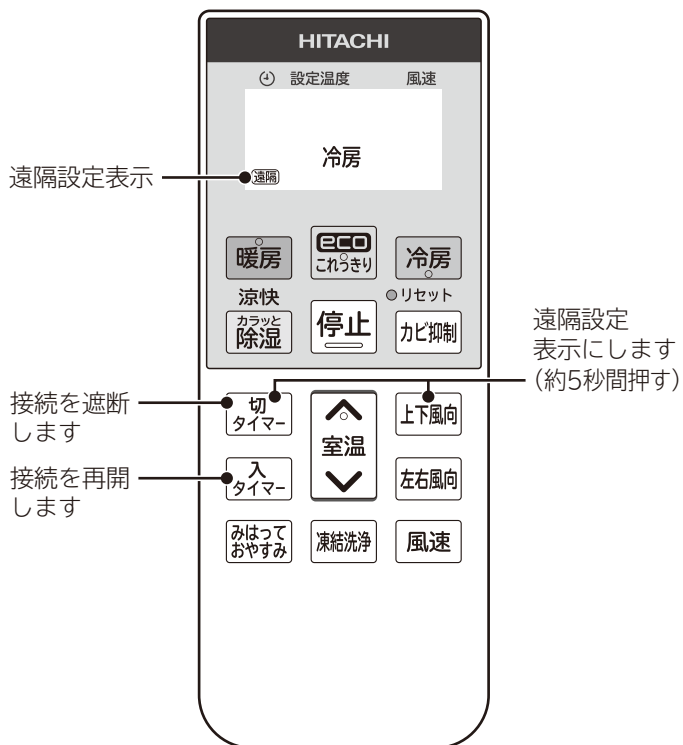 HITACHI
設定温度 風速
冷房
遠隔設定表示
遠隔
暖房
eco
これっきり
冷房
涼快
リセット
カラッと
除湿
停止
カビ抑制
遠隔設定
表示にします
(約5秒間押す)
接続を遮断
します
切
タイマー
室温
上下風向
接続を再開
します
入
タイマー
左右風向
みはって
おやすみ
凍結洗浄
風速